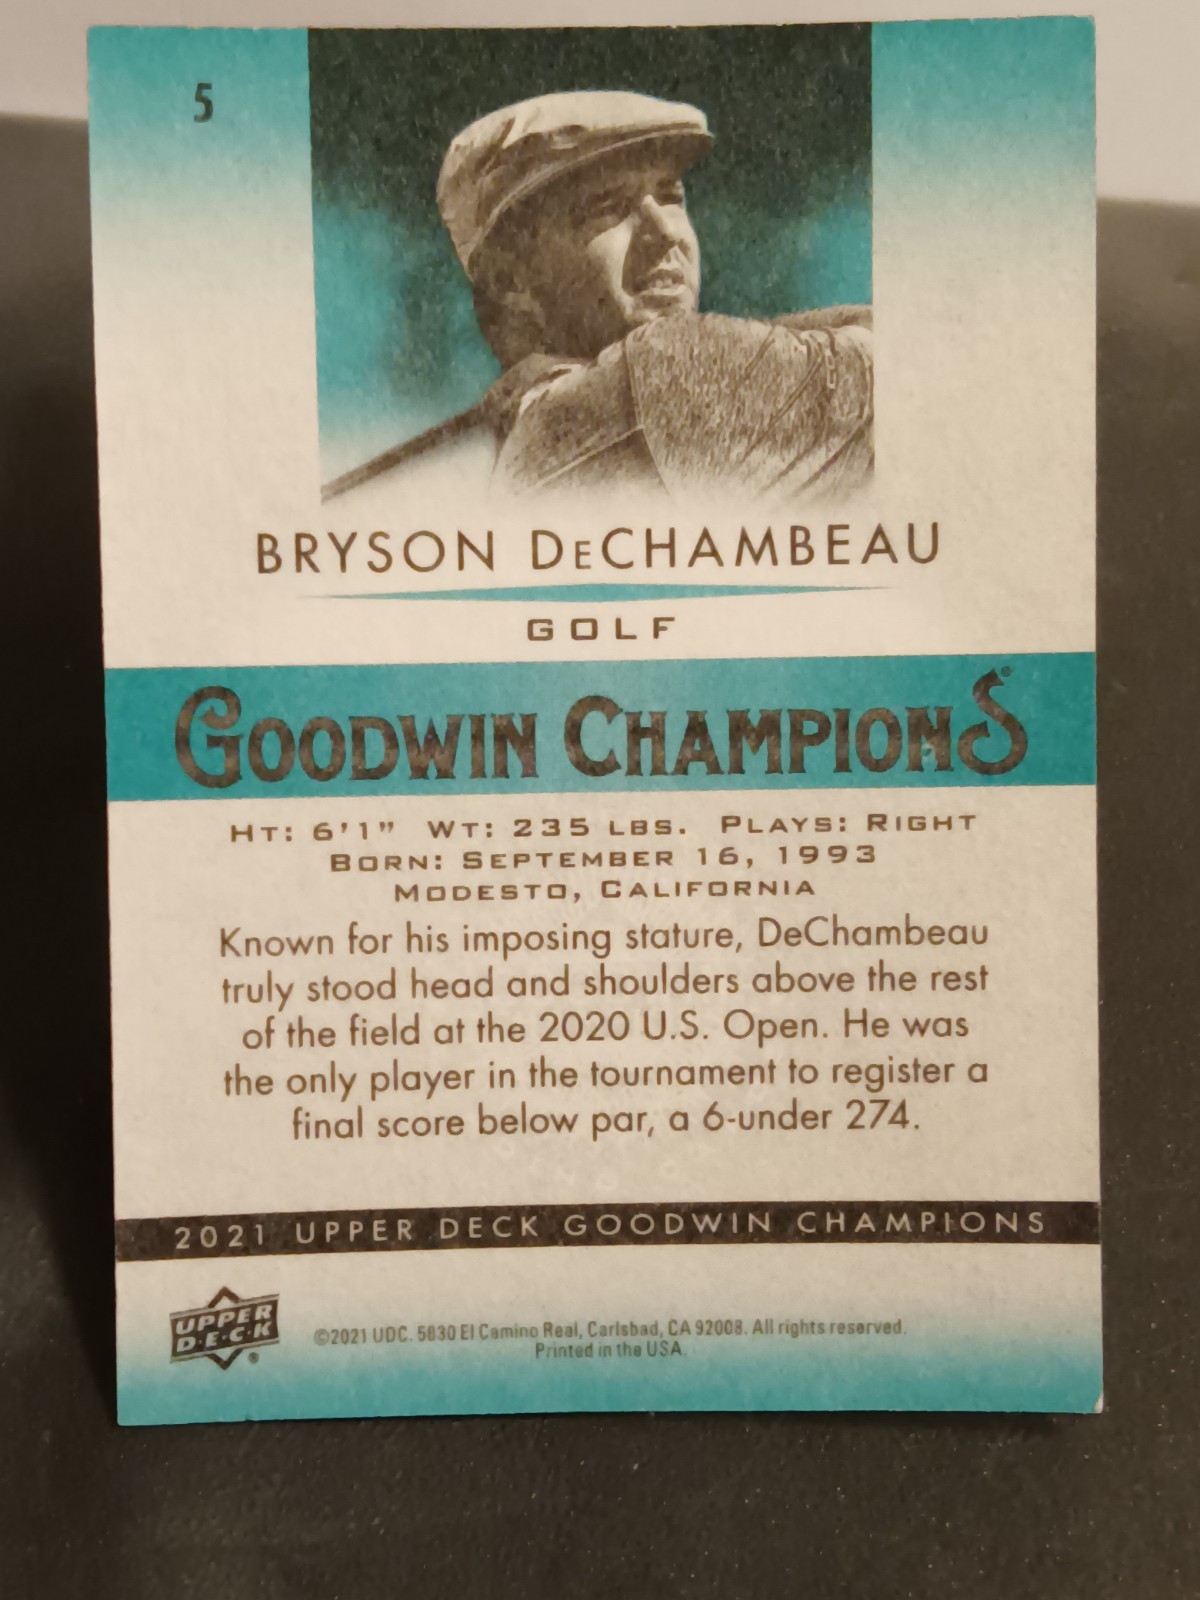 5
BRYSON DeCHAMBEAU
GOLF
GOODWIN CHAMPIONS®
HT: 6'1" WT: 235 LBS. PLAYS: RIGHT
BORN: SEPTEMBER 16, 1993
MODESTO, CALIFORNIA
Known for his imposing stature, DeChambeau
truly stood head and shoulders above the rest
of the field at the 2020 U.S. Open. He was
the only player in the tournament to register a
final score below par, a 6-under 274.
2021 UPPER DECK GOODWIN CHAMPIONS
UPPER
D·E·C·K®
©2021 UDC. 5830 El Camino Real, Carlsbad, CA 92008. All rights reserved.
Printed in the USA.